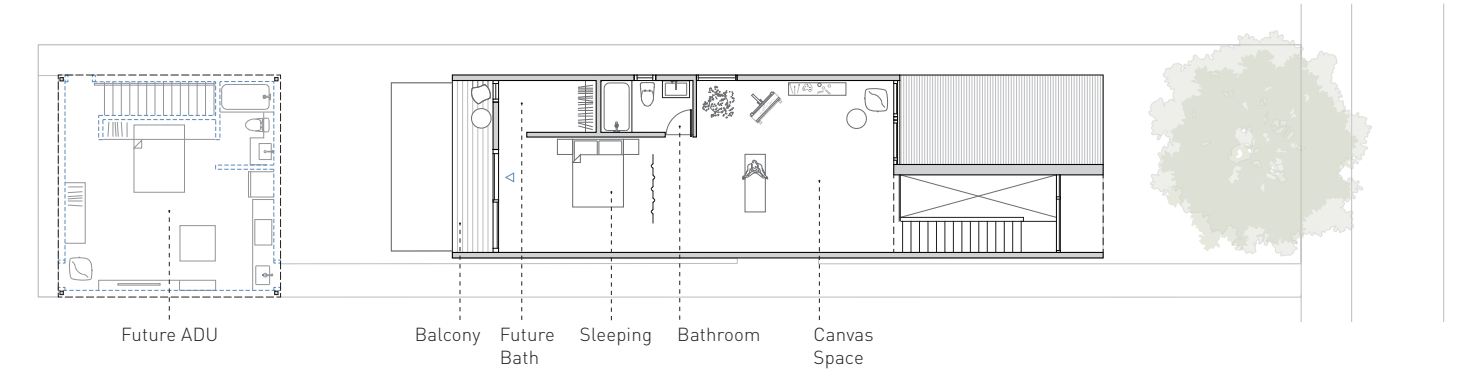 Future ADU
Balcony
Future
Bath
Sleeping
Bathroom
Canvas
Space